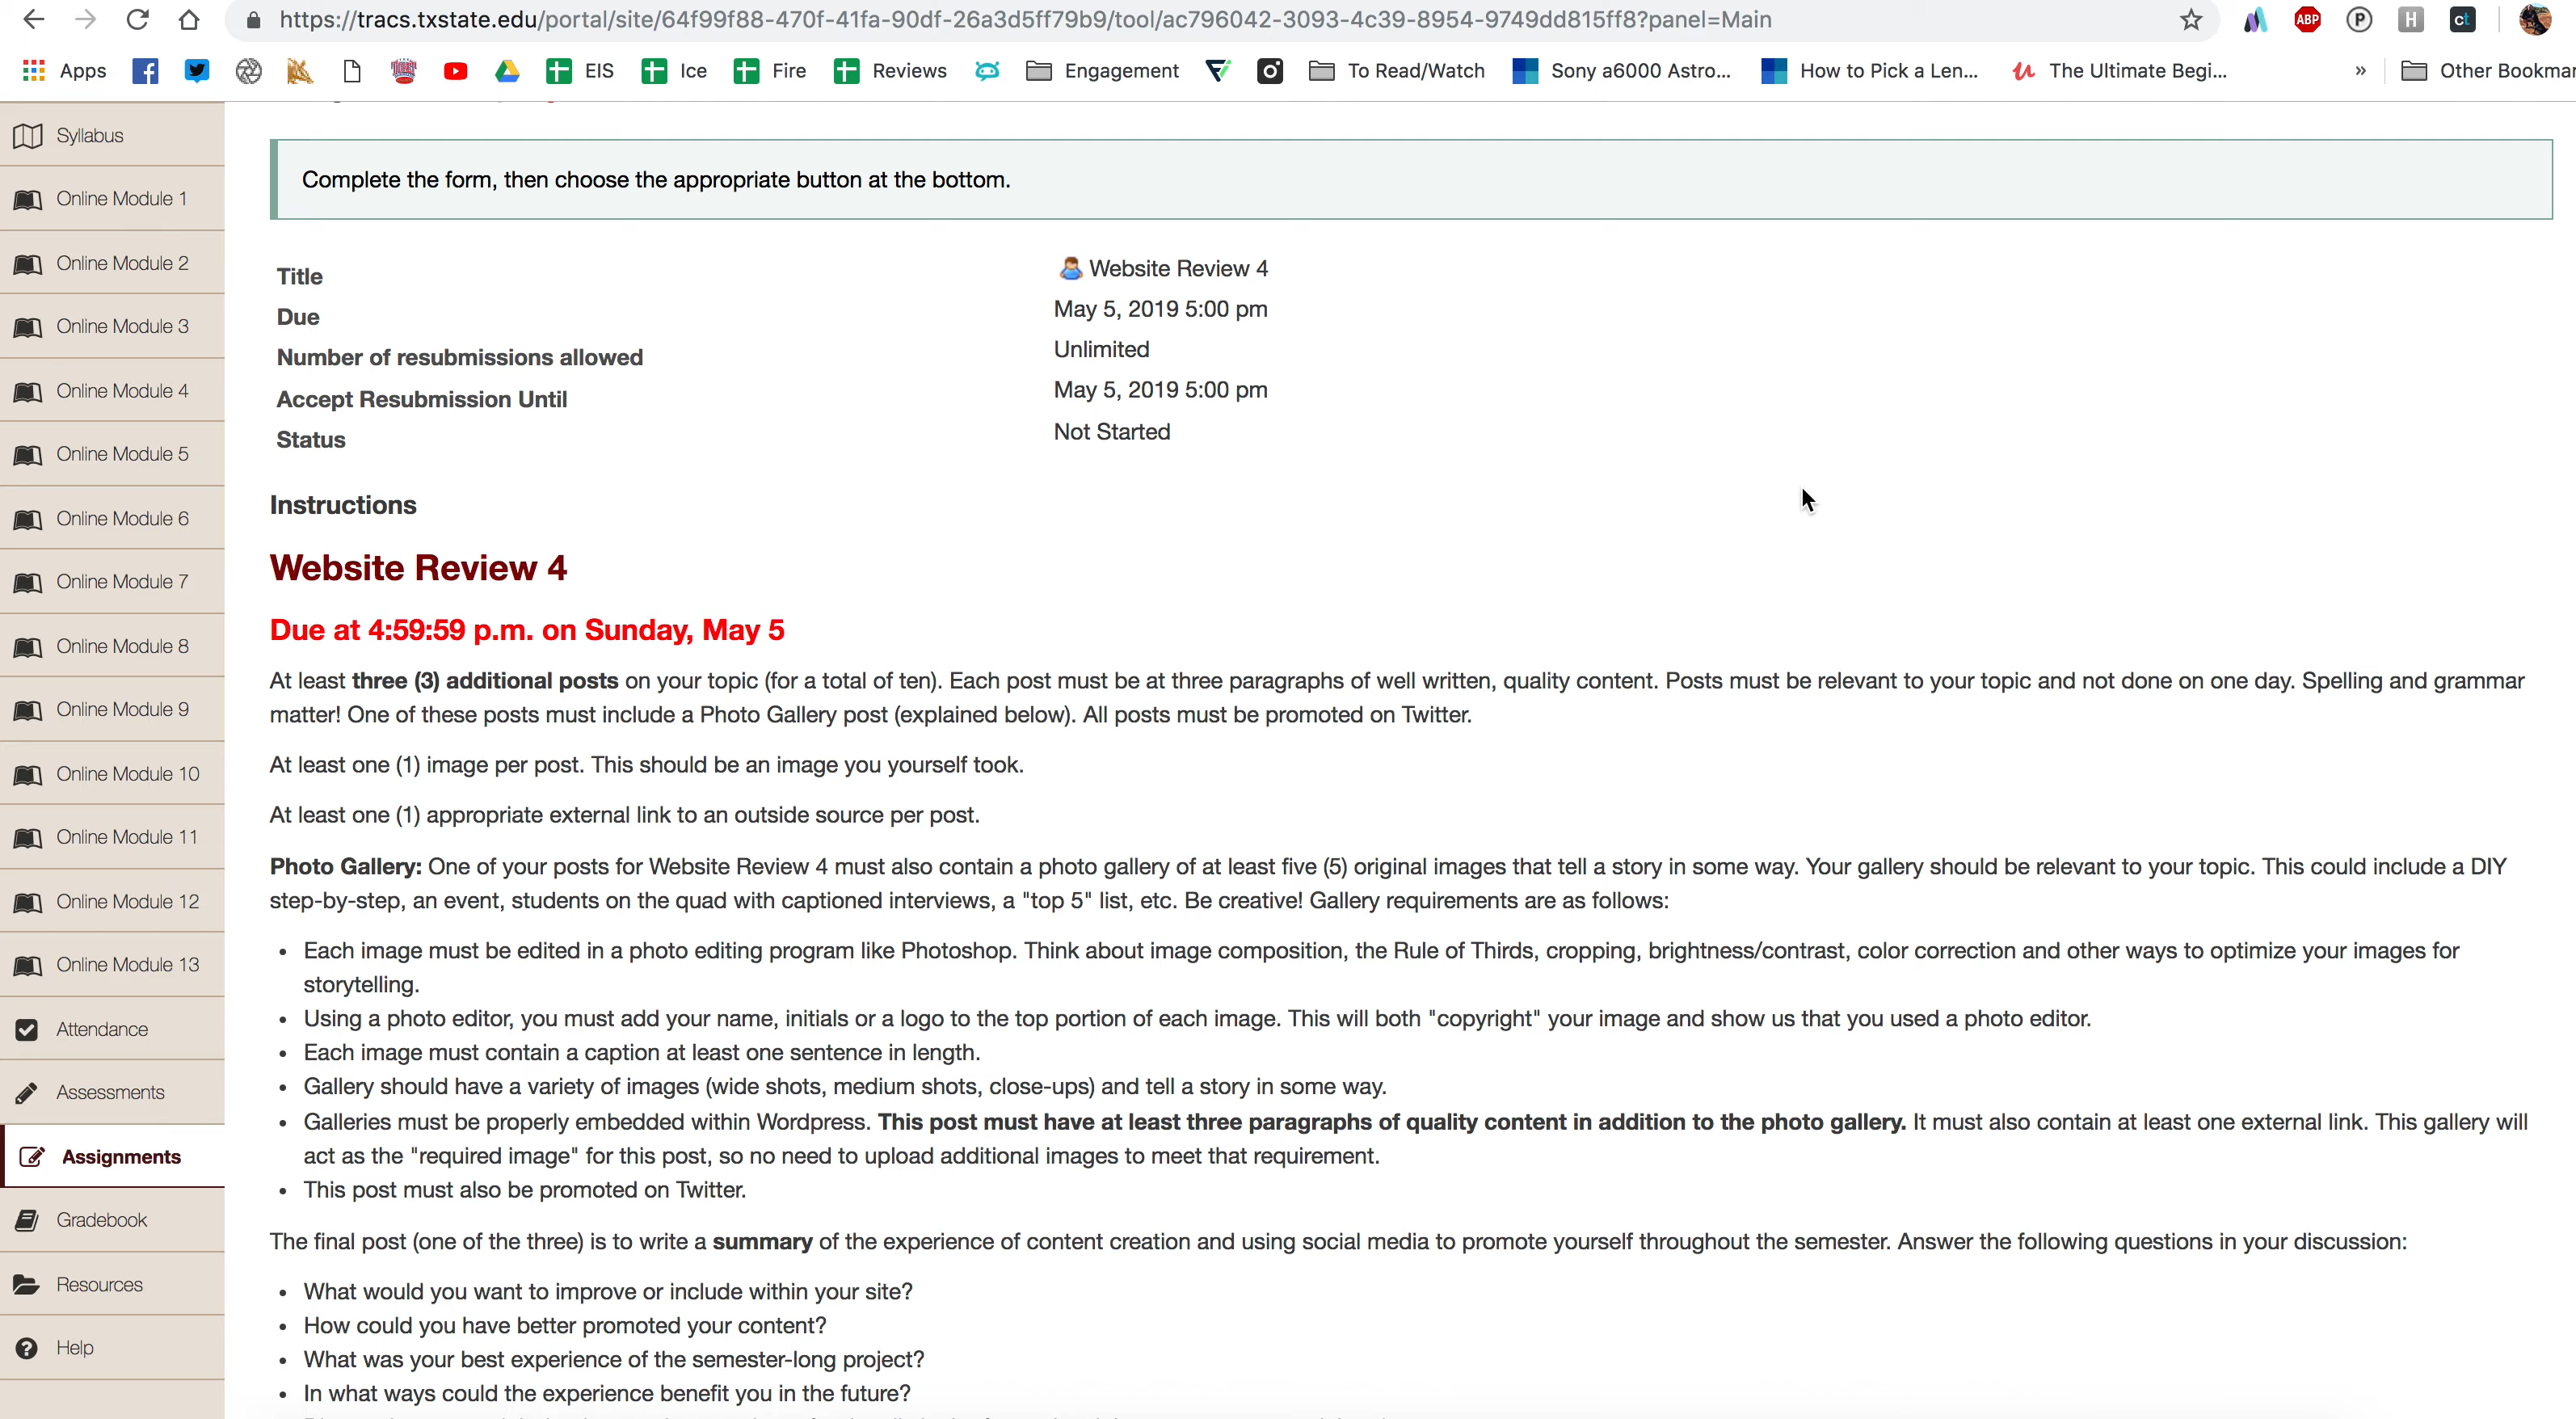 https://tracs.txstate.edu/portal/site/64f99f88-470f-41fa-90df-26a3d5ff79b9/tool/ac796042-3093-4c39-8954-9749dd815ff8?panel=Main
ABP P H ct
Apps EIS Ice Fire Reviews Engagement To Read/Watch Sony a6000 Astro... How to Pick a Len... The Ultimate Begi... » Other Bookmar
Syllabus
Online Module 1
Online Module 2
Online Module 3
Online Module 4
Online Module 5
Online Module 6
Online Module 7
Online Module 8
Online Module 9
Online Module 10
Online Module 11
Online Module 12
Online Module 13
Attendance
Assessments
Assignments
Gradebook
Resources
Help
Complete the form, then choose the appropriate button at the bottom.
Title Website Review 4
Due May 5, 2019 5:00 pm
Number of resubmissions allowed Unlimited
Accept Resubmission Until May 5, 2019 5:00 pm
Status Not Started
Instructions
Website Review 4
Due at 4:59:59 p.m. on Sunday, May 5
At least three (3) additional posts on your topic (for a total of ten). Each post must be at three paragraphs of well written, quality content. Posts must be relevant to your topic and not done on one day. Spelling and grammar
matter! One of these posts must include a Photo Gallery post (explained below). All posts must be promoted on Twitter.
At least one (1) image per post. This should be an image you yourself took.
At least one (1) appropriate external link to an outside source per post.
Photo Gallery: One of your posts for Website Review 4 must also contain a photo gallery of at least five (5) original images that tell a story in some way. Your gallery should be relevant to your topic. This could include a DIY
step-by-step, an event, students on the quad with captioned interviews, a "top 5" list, etc. Be creative! Gallery requirements are as follows:
• Each image must be edited in a photo editing program like Photoshop. Think about image composition, the Rule of Thirds, cropping, brightness/contrast, color correction and other ways to optimize your images for
storytelling.
• Using a photo editor, you must add your name, initials or a logo to the top portion of each image. This will both "copyright" your image and show us that you used a photo editor.
• Each image must contain a caption at least one sentence in length.
• Gallery should have a variety of images (wide shots, medium shots, close-ups) and tell a story in some way.
• Galleries must be properly embedded within Wordpress. This post must have at least three paragraphs of quality content in addition to the photo gallery. It must also contain at least one external link. This gallery will
act as the "required image" for this post, so no need to upload additional images to meet that requirement.
• This post must also be promoted on Twitter.
The final post (one of the three) is to write a summary of the experience of content creation and using social media to promote yourself throughout the semester. Answer the following questions in your discussion:
• What would you want to improve or include within your site?
• How could you have better promoted your content?
• What was your best experience of the semester-long project?
• In what ways could the experience benefit you in the future?